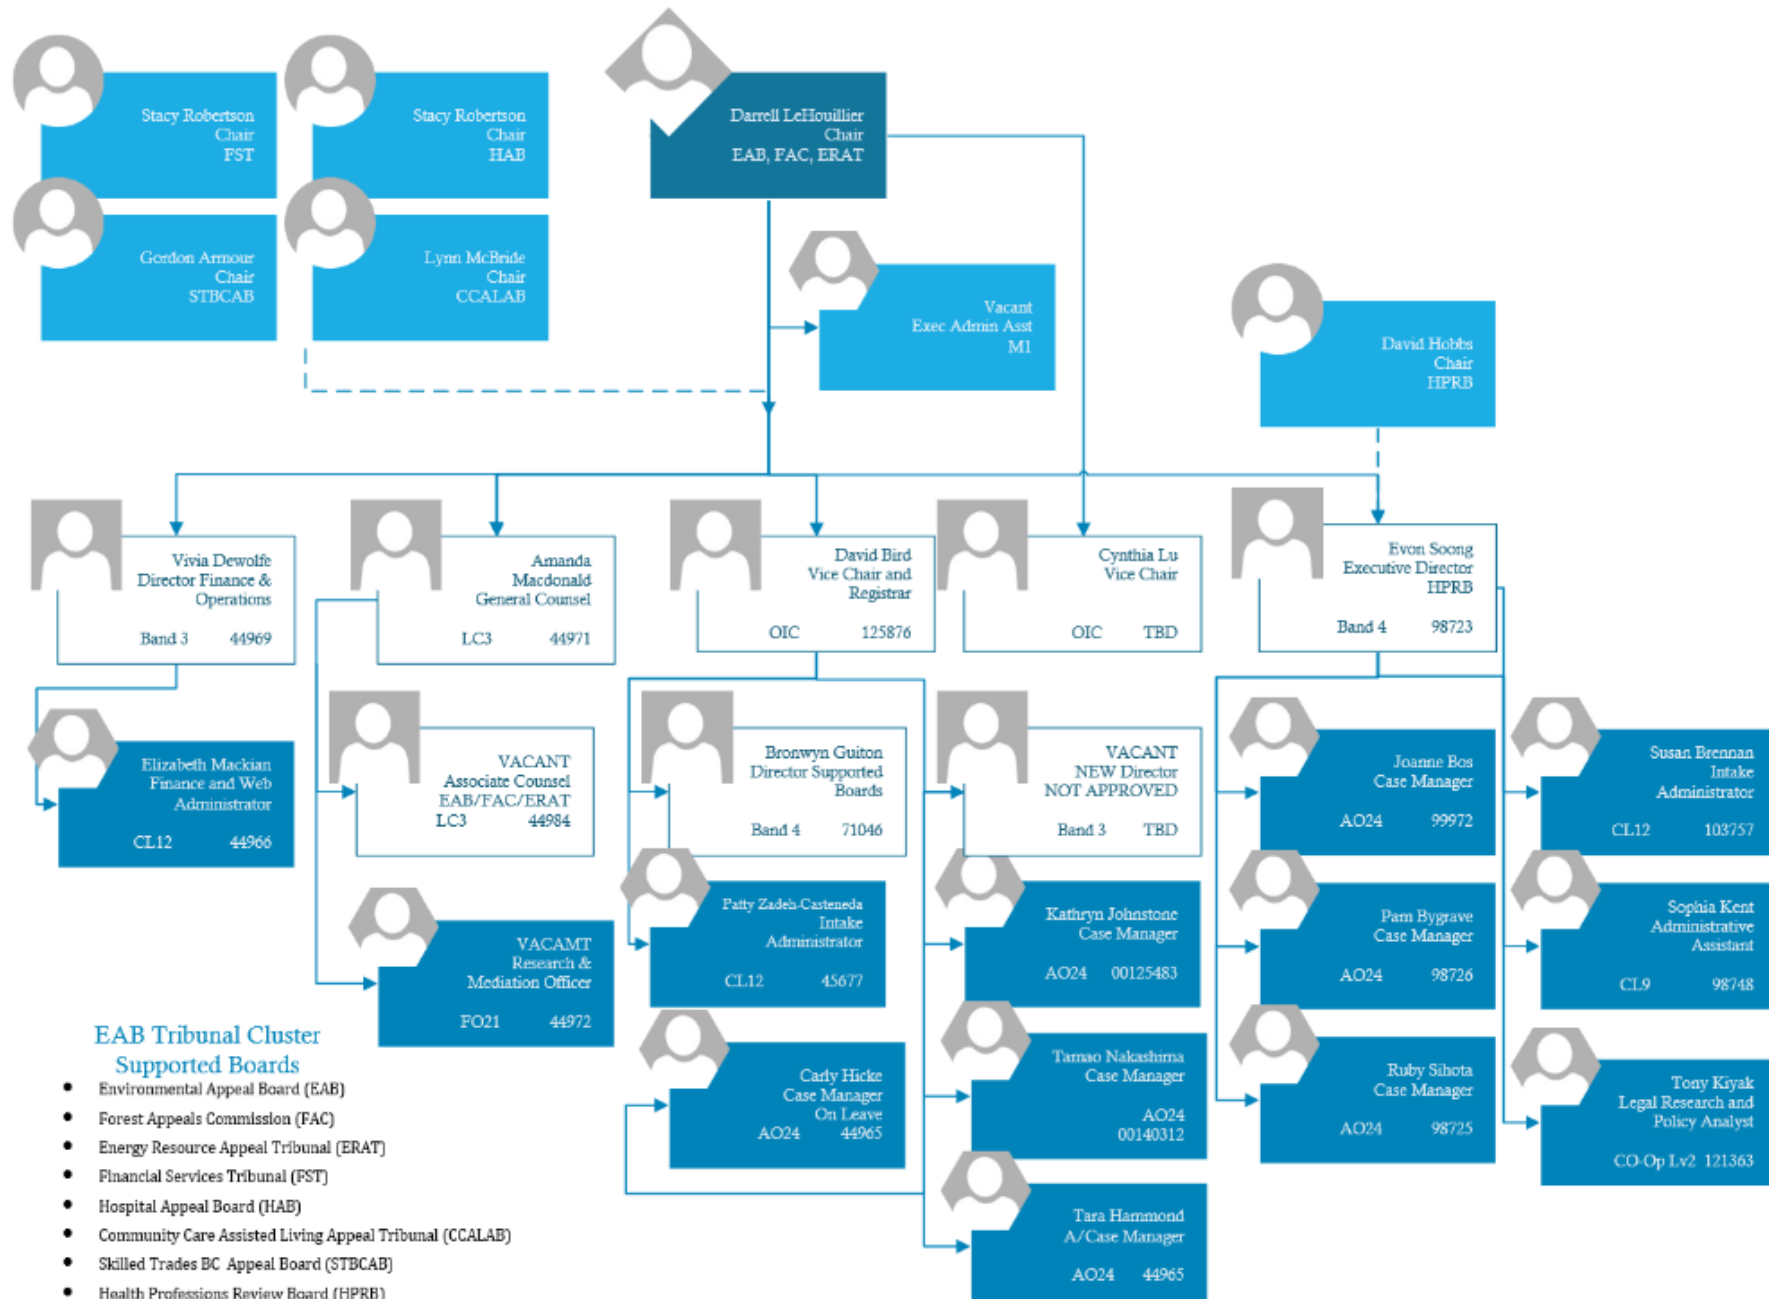 Stacy Robertson
Chair
FST
Stacy Robertson
Chair
HAB
Darrell LeHouillier
Chair
EAB, FAC, ERAT
Gordon Armour
Chair
STBCAB
Lynn McBride
Chair
CCALAB
Vacant
Exec Admin Asst
M1
David Hobbs
Chair
HPRB
Vivia Dewolfe
Director Finance &
Operations
Band 3 44969
Amanda
Macdonald
General Counsel
LC3 44971
David Bird
Vice Chair and
Registrar
OIC 125876
Cynthia Lu
Vice Chair
OIC TBD
Evon Soong
Executive Director
HPRB
Band 4 98723
Elizabeth Mackian
Finance and Web
Administrator
CL12 44966
VACANT
Associate Counsel
EAB/FAC/ERAT
LC3 44984
Bronwyn Guiton
Director Supported
Boards
Band 4 71046
VACANT
NEW Director
NOT APPROVED
Band 3 TBD
Joanne Bos
Case Manager
AO24 99972
Susan Brennan
Intake
Administrator
CL12 103757
VACAMT
Research &
Mediation Officer
FO21 44972
Patty Zadeh-Casteneda
Intake
Administrator
CL12 45677
Kathryn Johnstone
Case Manager
AO24 00125483
Pam Bygrave
Case Manager
AO24 98726
Sophia Kent
Administrative
Assistant
CL9 98748
Carly Hicke
Case Manager
On Leave
AO24 44965
Tamao Nakashima
Case Manager
AO24
00140312
Ruby Sihota
Case Manager
AO24 98725
Tony Kiyak
Legal Research and
Policy Analyst
CO-Op Lv2 121363
Tara Hammond
A/Case Manager
AO24 44965
EAB Tribunal Cluster
Supported Boards
• Environmental Appeal Board (EAB)
• Forest Appeals Commission (FAC)
• Energy Resource Appeal Tribunal (ERAT)
• Financial Services Tribunal (FST)
• Hospital Appeal Board (HAB)
• Community Care Assisted Living Appeal Tribunal (CCALAB)
• Skilled Trades BC Appeal Board (STBCAB)
• Health Professions Review Board (HPRB)